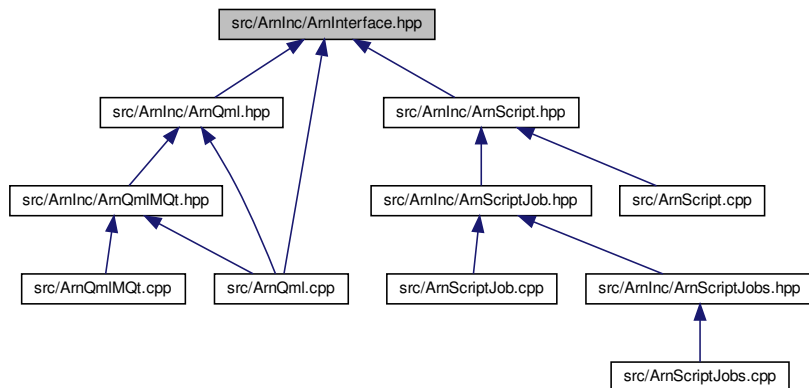 src/ArnInc/ArnInterface.hpp
src/ArnInc/ArnQml.hpp
src/ArnInc/ArnScript.hpp
src/ArnInc/ArnQmlMQt.hpp
src/ArnInc/ArnScriptJob.hpp
src/ArnScript.cpp
src/ArnQmlMQt.cpp
src/ArnQml.cpp
src/ArnScriptJob.cpp
src/ArnInc/ArnScriptJobs.hpp
src/ArnScriptJobs.cpp